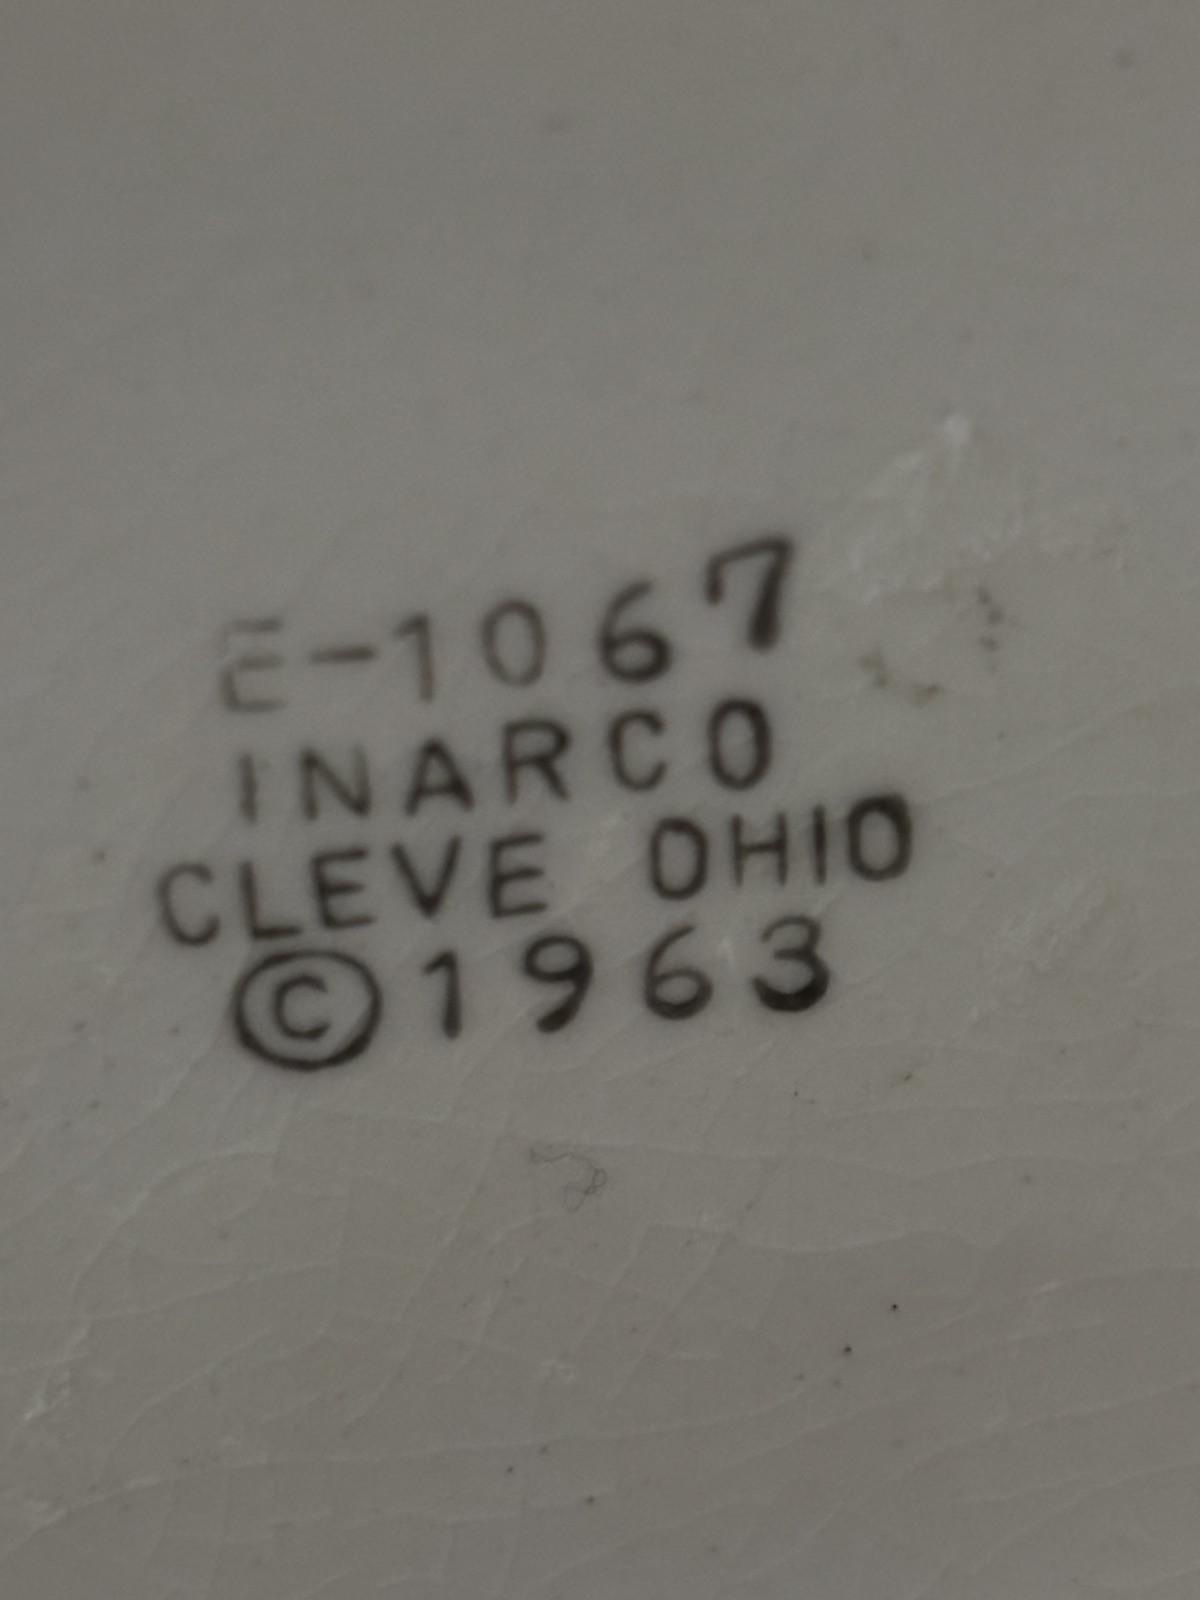 E-1067
INARCO
CLEVE OHIO
© 1963